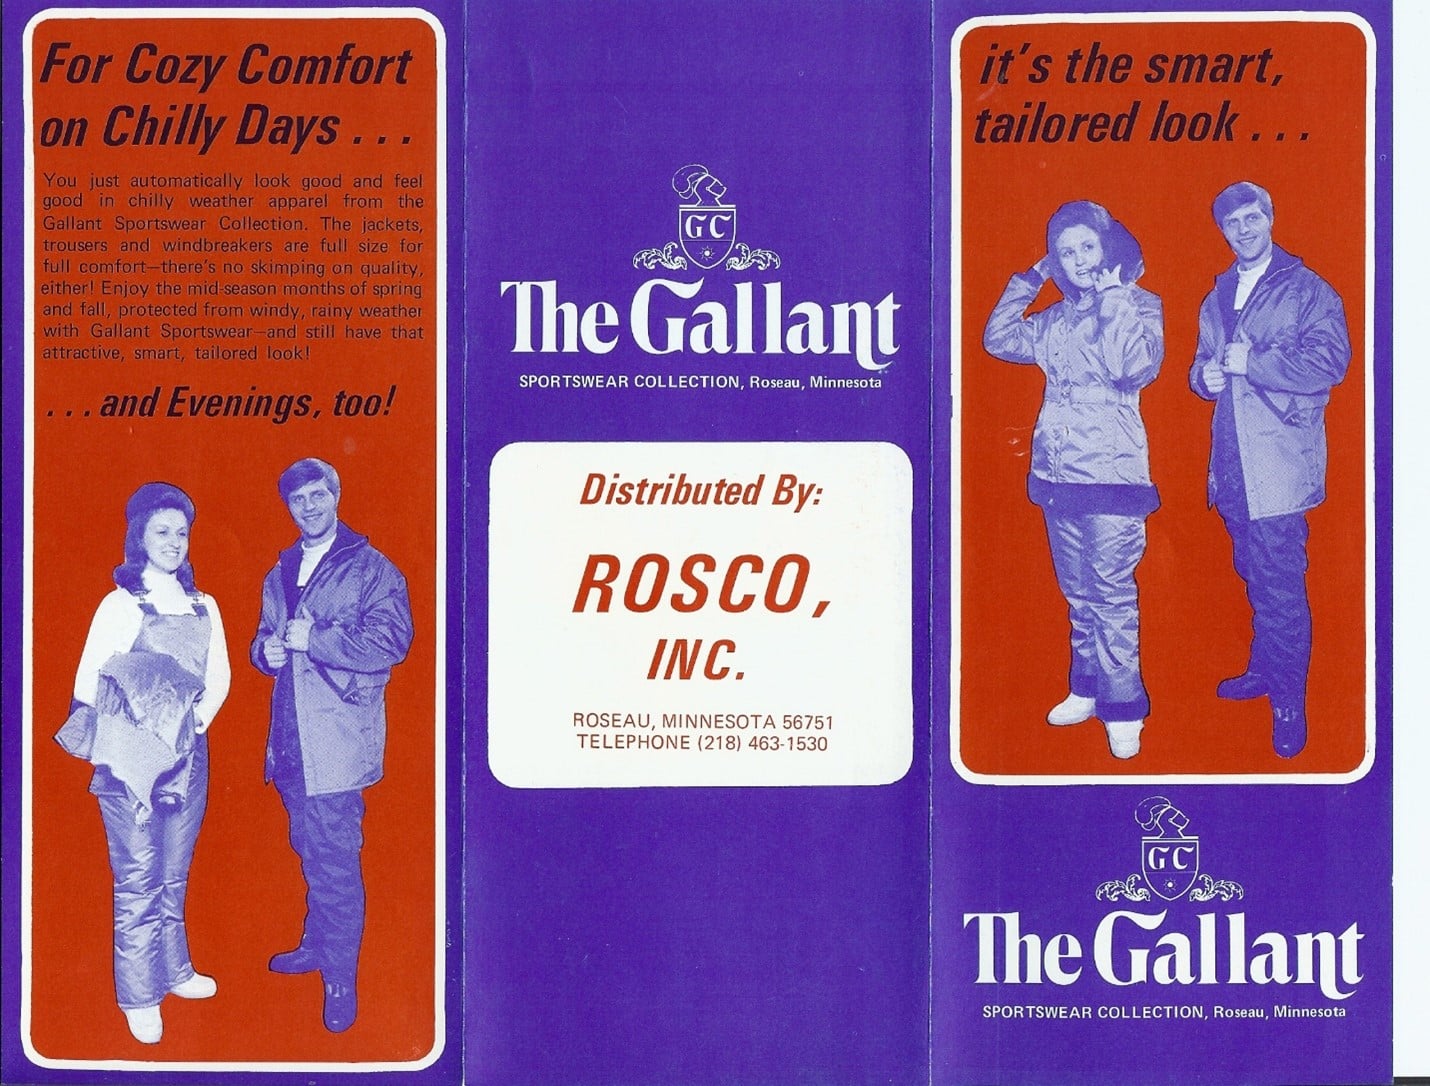 For Cozy Comfort
on Chilly Days . . .
You just automatically look good and feel
good in chilly weather apparel from the
Gallant Sportswear Collection. The jackets,
trousers and windbreakers are full size for
full comfort—there's no skimping on quality,
either! Enjoy the mid-season months of spring
and fall, protected from windy, rainy weather
with Gallant Sportswear—and still have that
attractive, smart, tailored look!
. . . and Evenings, too!
GC
The Gallant
SPORTSWEAR COLLECTION, Roseau, Minnesota
Distributed By:
ROSCO,
INC.
ROSEAU, MINNESOTA 56751
TELEPHONE (218) 463-1530
it's the smart,
tailored look . . .
GC
The Gallant
SPORTSWEAR COLLECTION, Roseau, Minnesota